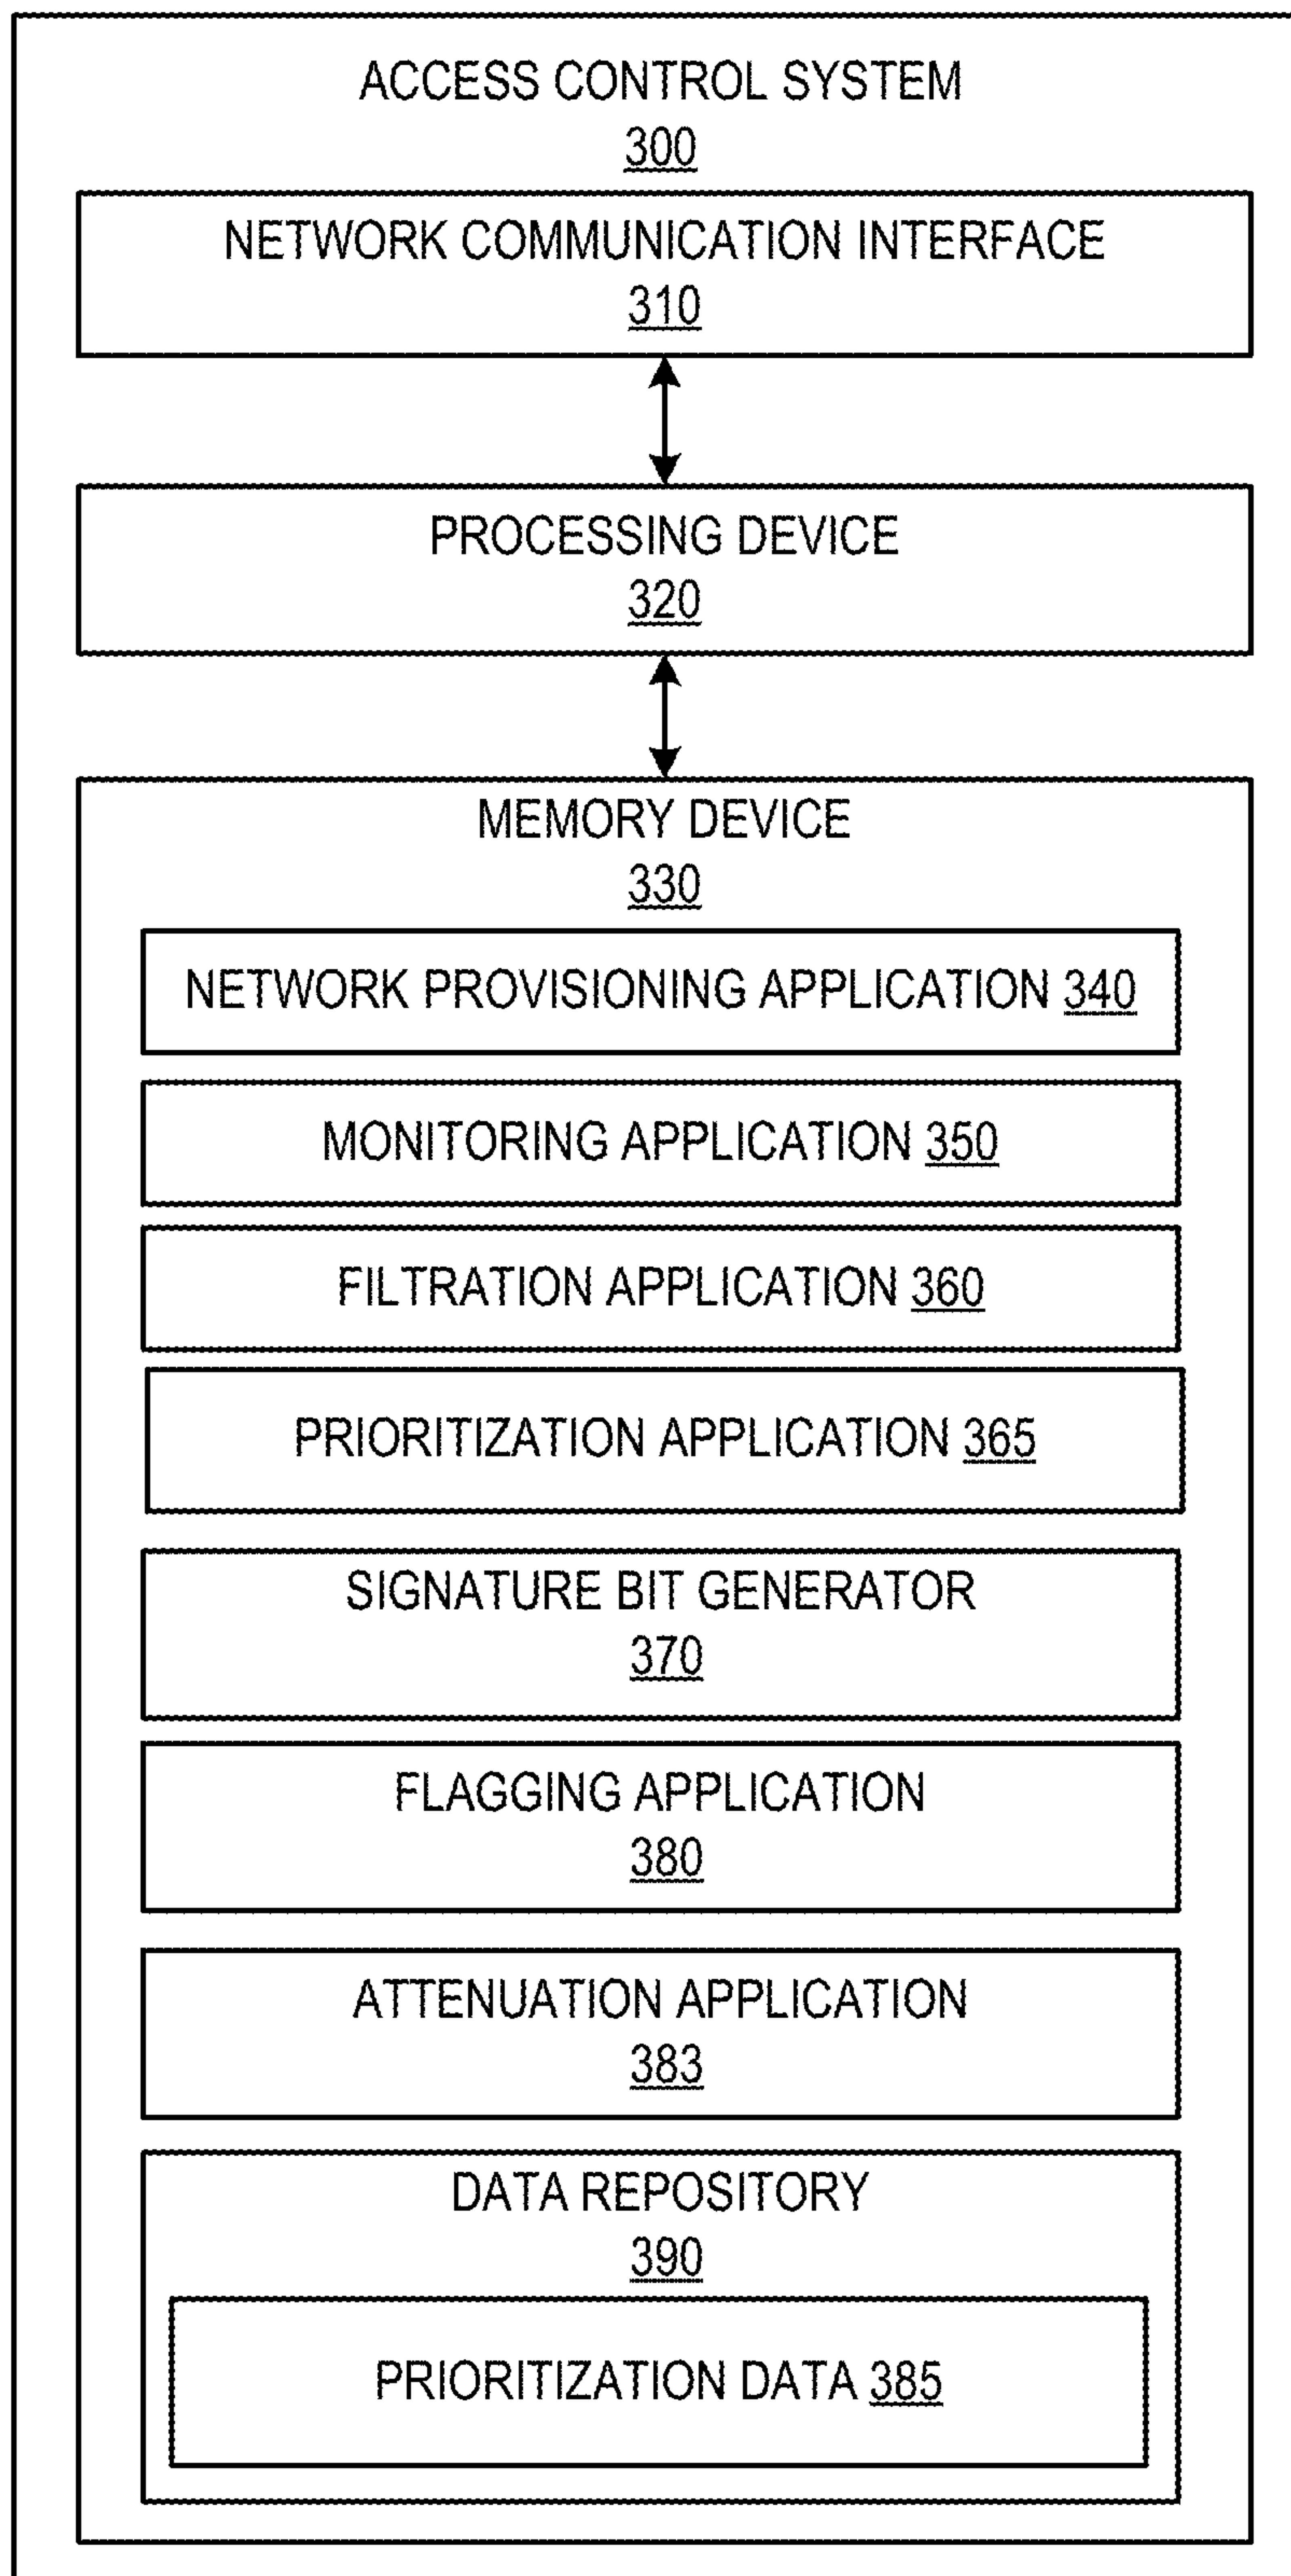 ACCESS CONTROL SYSTEM
300
NETWORK COMMUNICATION INTERFACE
310
PROCESSING DEVICE
320
MEMORY DEVICE
330
NETWORK PROVISIONING APPLICATION 340
MONITORING APPLICATION 350
FILTRATION APPLICATION 360
PRIORITIZATION APPLICATION 365
SIGNATURE BIT GENERATOR
370
FLAGGING APPLICATION
380
ATTENUATION APPLICATION
383
DATA REPOSITORY
390
PRIORITIZATION DATA 385